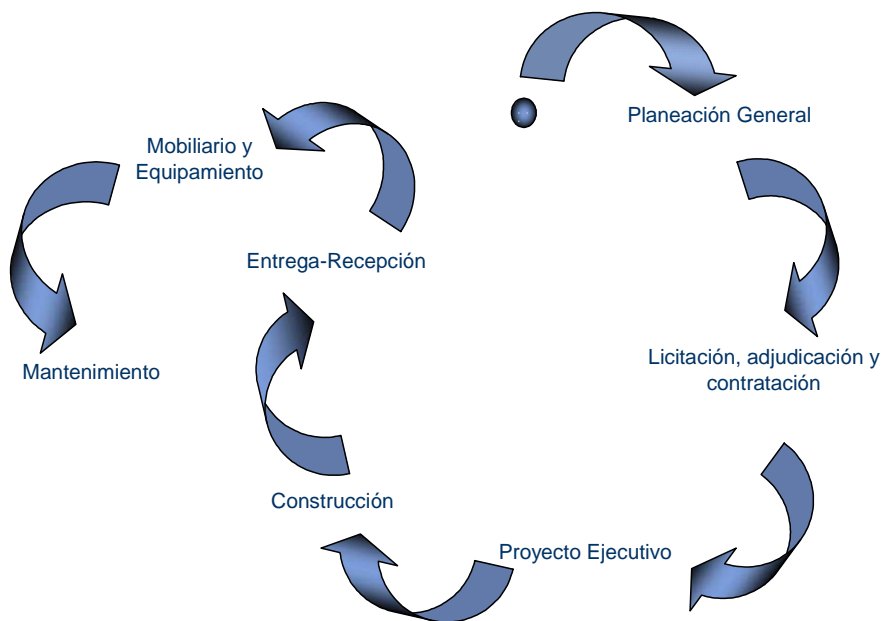 Planeación General
Mobiliario y
Equipamiento
Entrega-Recepción
Licitación, adjudicación y
contratación
Mantenimiento
Construcción
Proyecto Ejecutivo